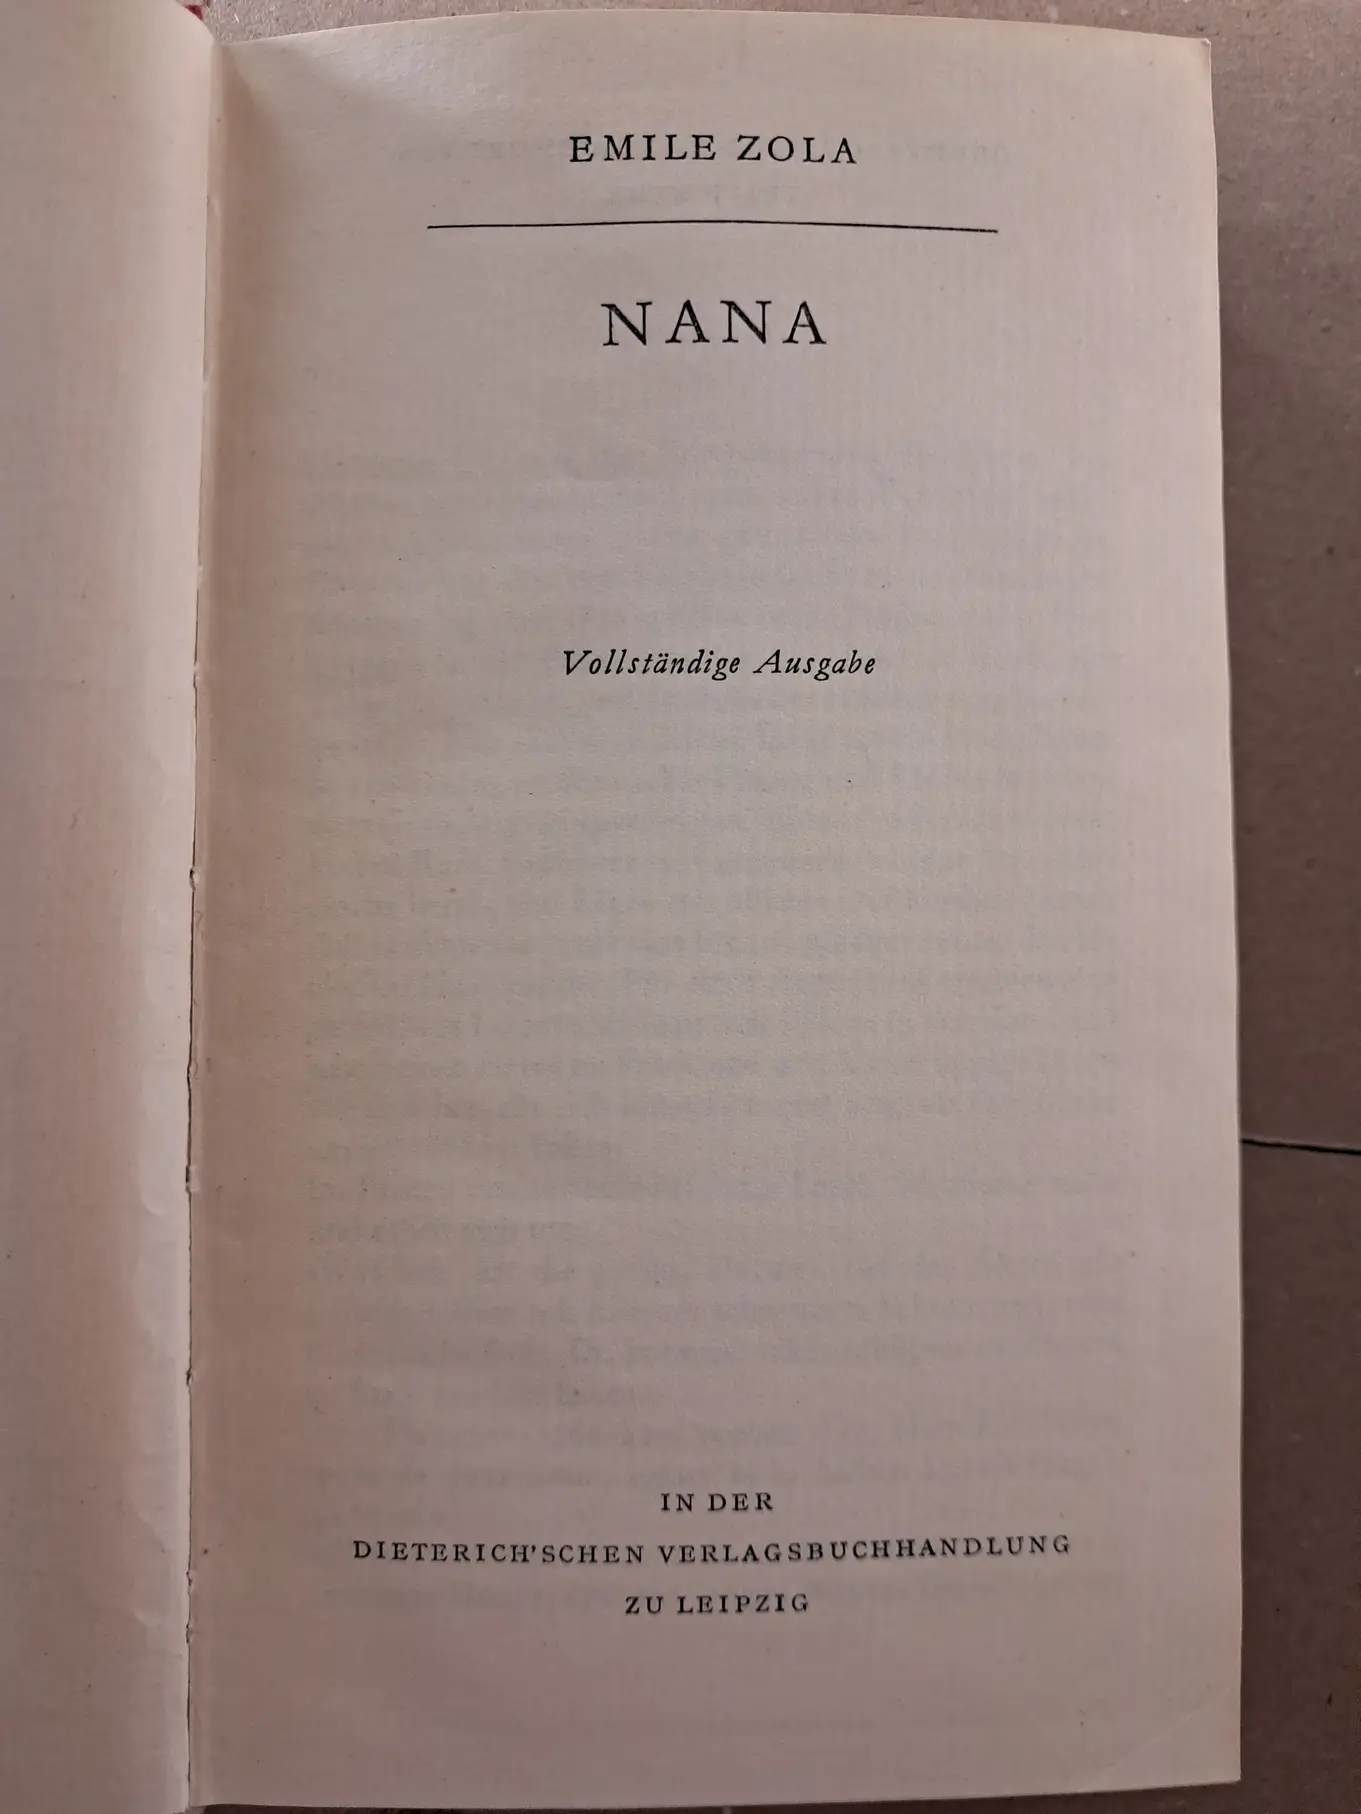 EMILE ZOLA
NANA
Vollständige Ausgabe
IN DER
DIETERICH'SCHEN VERLAGSBUCHHANDLUNG
ZU LEIPZIG